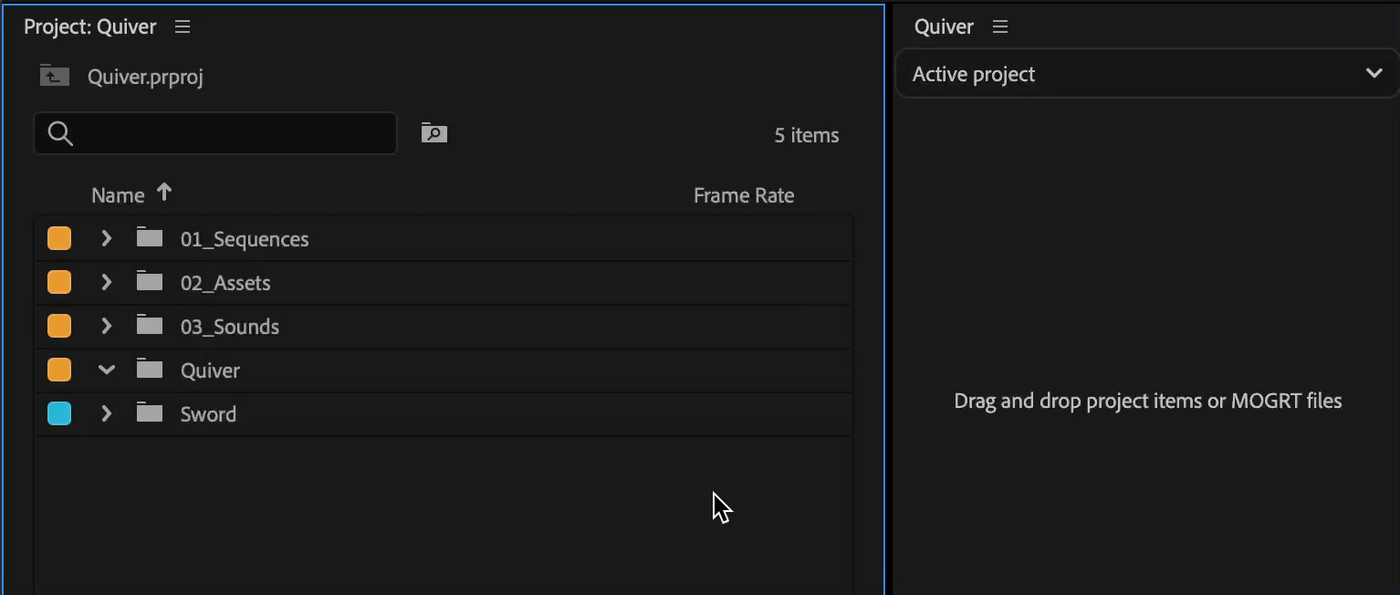 Project: Quiver
Quiver.prproj
5 items
Name
Frame Rate
01_Sequences
02_Assets
03_Sounds
Quiver
Sword
Quiver
Active project
Drag and drop project items or MOGRT files